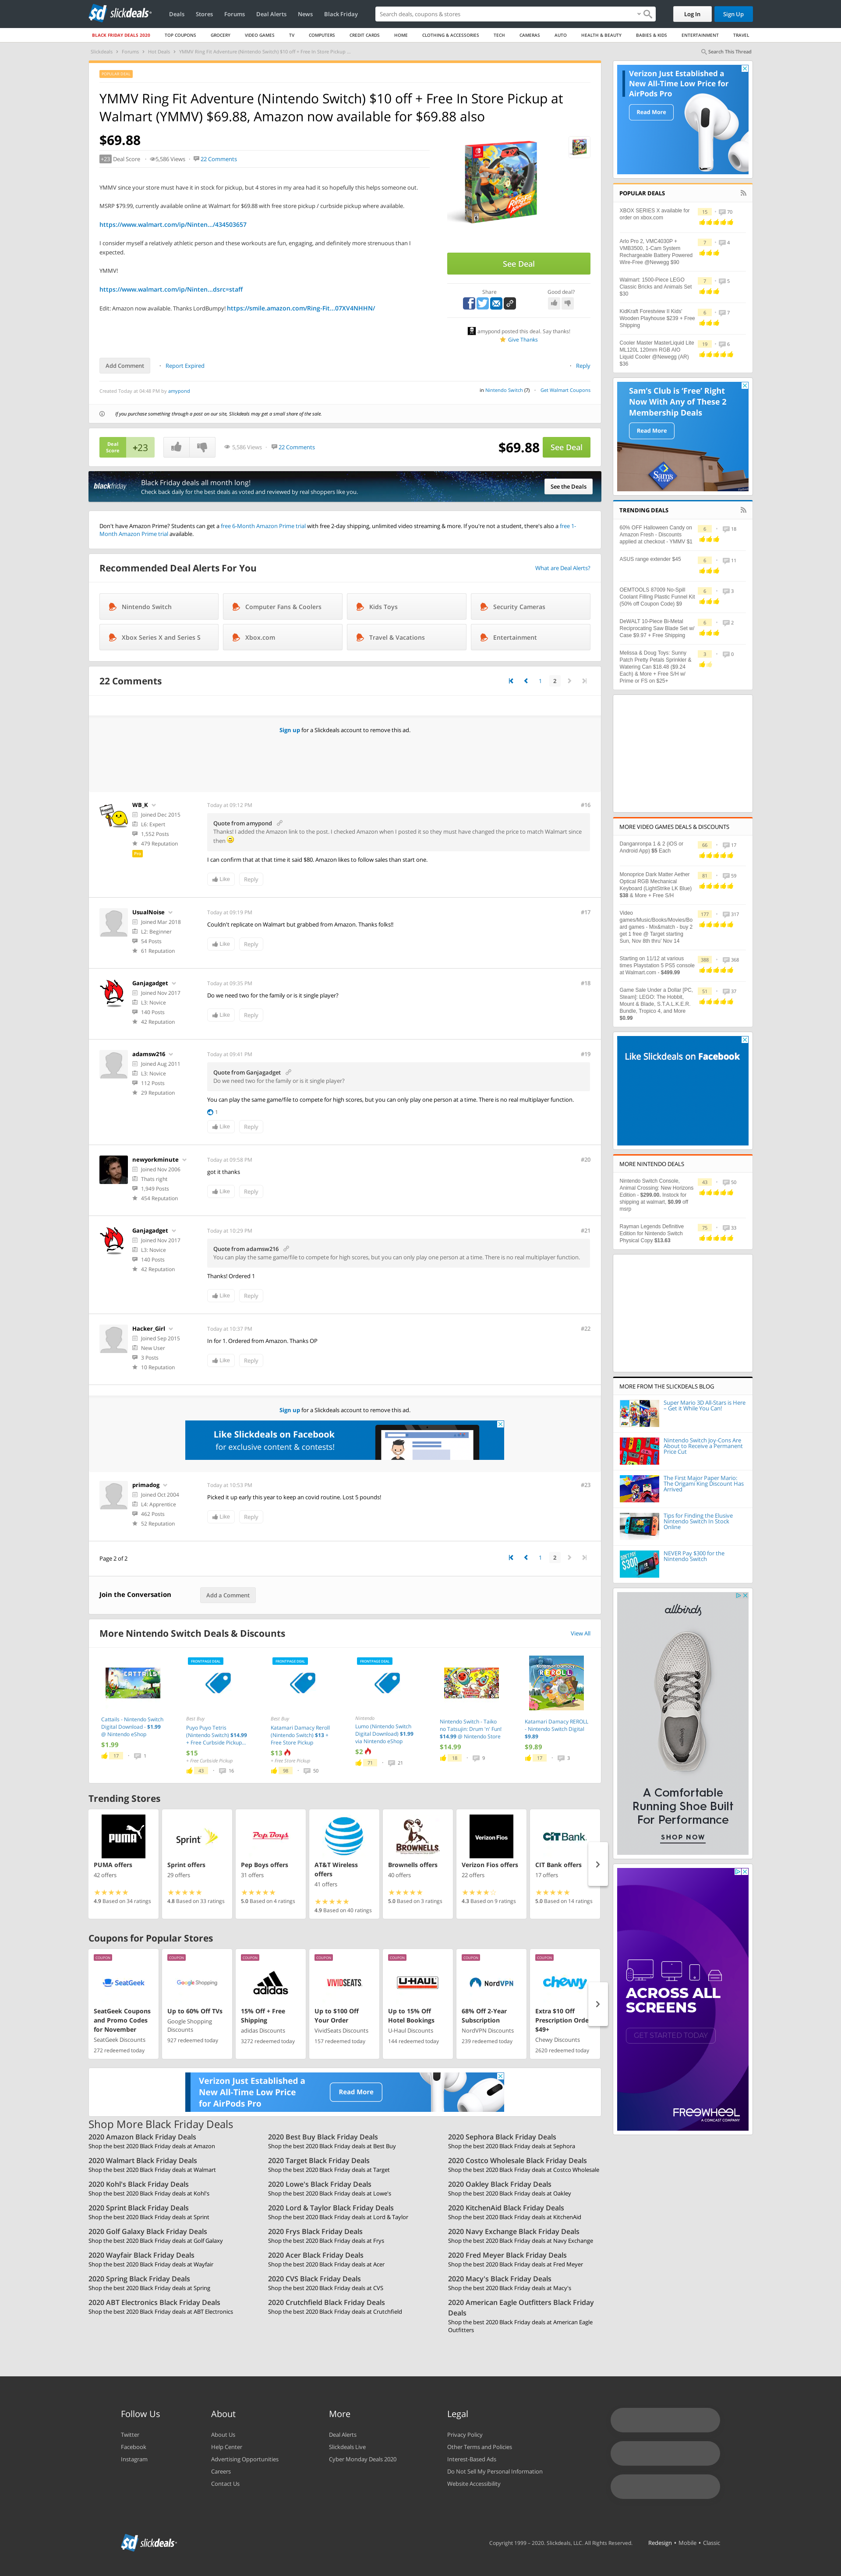 sd slickdeals
Deals Stores Forums Deal Alerts News Black Friday
Search deals, coupons & stores
Log In Sign Up
BLACK FRIDAY DEALS 2020 TOP COUPONS GROCERY VIDEO GAMES TV COMPUTERS CREDIT CARDS HOME CLOTHING & ACCESSORIES TECH CAMERAS AUTO HEALTH & BEAUTY BABIES & KIDS ENTERTAINMENT TRAVEL
Slickdeals > Forums > Hot Deals > YMMV Ring Fit Adventure (Nintendo Switch) $10 off + Free In Store Pickup ...
Search This Thread
POPULAR DEAL
YMMV Ring Fit Adventure (Nintendo Switch) $10 off + Free In Store Pickup at
Walmart (YMMV) $69.88, Amazon now available for $69.88 also
$69.88
+23 Deal Score 5,586 Views 22 Comments
YMMV since your store must have it in stock for pickup, but 4 stores in my area had it so hopefully this helps someone out.
MSRP $79.99, currently available online at Walmart for $69.88 with free store pickup / curbside pickup where available.
https://www.walmart.com/ip/Ninten.../434503657
I consider myself a relatively athletic person and these workouts are fun, engaging, and definitely more strenuous than I
expected.
YMMV!
https://www.walmart.com/ip/Ninten...dsrc=staff
Edit: Amazon now available. Thanks LordBumpy! https://smile.amazon.com/Ring-Fit...07XV4NHHN/
See Deal
Share Good deal?
amypond posted this deal. Say thanks!
Give Thanks
Add Comment Report Expired Reply
Created Today at 04:48 PM by amypond
in Nintendo Switch (7) Get Walmart Coupons
If you purchase something through a post on our site, Slickdeals may get a small share of the sale.
Deal
Score +23 5,586 Views 22 Comments $69.88 See Deal
blackfriday
Black Friday deals all month long!
Check back daily for the best deals as voted and reviewed by real shoppers like you.
See the Deals
Don't have Amazon Prime? Students can get a free 6-Month Amazon Prime trial with free 2-day shipping, unlimited video streaming & more. If you're not a student, there's also a free 1-
Month Amazon Prime trial available.
Recommended Deal Alerts For You
What are Deal Alerts?
Nintendo Switch Computer Fans & Coolers Kids Toys Security Cameras
Xbox Series X and Series S Xbox.com Travel & Vacations Entertainment
22 Comments
1 2
Sign up for a Slickdeals account to remove this ad.
WB_K
Joined Dec 2015
L6: Expert
1,552 Posts
479 Reputation
Pro
Today at 09:12 PM #16
Quote from amypond
Thanks! I added the Amazon link to the post. I checked Amazon when I posted it so they must have changed the price to match Walmart since
then
I can confirm that at that time it said $80. Amazon likes to follow sales than start one.
Like Reply
UsualNoise
Joined Mar 2018
L2: Beginner
54 Posts
61 Reputation
Today at 09:19 PM #17
Couldn't replicate on Walmart but grabbed from Amazon, Thanks folks!!
Like Reply
Ganjagadget
Joined Nov 2017
L3: Novice
140 Posts
42 Reputation
Today at 09:35 PM #18
Do we need two for the family or is it single player?
Like Reply
adamsw216
Joined Aug 2011
L3: Novice
112 Posts
29 Reputation
Today at 09:41 PM #19
Quote from Ganjagadget
Do we need two for the family or is it single player?
You can play the same game/file to compete for high scores, but you can only play one person at a time. There is no real multiplayer function.
1
Like Reply
newyorkminute
Joined Nov 2006
Thats right
1,949 Posts
454 Reputation
Today at 09:58 PM #20
got it thanks
Like Reply
Ganjagadget
Joined Nov 2017
L3: Novice
140 Posts
42 Reputation
Today at 10:29 PM #21
Quote from adamsw216
You can play the same game/file to compete for high scores, but you can only play one person at a time. There is no real multiplayer function.
Thanks! Ordered 1
Like Reply
Hacker_Girl
Joined Sep 2015
New User
3 Posts
10 Reputation
Today at 10:37 PM #22
In for 1. Ordered from Amazon. Thanks OP
Like Reply
Sign up for a Slickdeals account to remove this ad.
Like Slickdeals on Facebook
for exclusive content & contests!
primadog
Joined Oct 2004
L4: Apprentice
462 Posts
52 Reputation
Today at 10:53 PM #23
Picked it up early this year to keep an covid routine. Lost 5 pounds!
Like Reply
Page 2 of 2 1 2
Join the Conversation Add a Comment
More Nintendo Switch Deals & Discounts View All
Cattails - Nintendo Switch
Digital Download - $1.99
@ Nintendo eShop
$1.99
17 1
FRONTPAGE DEAL
Best Buy
Puyo Puyo Tetris
(Nintendo Switch) $14.99
+ Free Curbside Pickup...
$15
+ Free Curbside Pickup
43 16
FRONTPAGE DEAL
Best Buy
Katamari Damacy Reroll
(Nintendo Switch) $13 +
Free Store Pickup
$13
+ Free Store Pickup
98 50
FRONTPAGE DEAL
Nintendo
Lumo (Nintendo Switch
Digital Download) $1.99
via Nintendo eShop
$2
71 21
Nintendo Switch - Taiko
no Tatsujin: Drum 'n' Fun!
$14.99 @ Nintendo Store
$14.99
18 9
Katamari Damacy REROLL
- Nintendo Switch Digital
$9.89
$9.89
17 3
Trending Stores
PUMA offers
42 offers
4.9 Based on 34 ratings
Sprint offers
29 offers
4.8 Based on 33 ratings
Pep Boys offers
31 offers
5.0 Based on 4 ratings
AT&T Wireless
offers
41 offers
4.9 Based on 40 ratings
Brownells offers
40 offers
5.0 Based on 3 ratings
Verizon Fios offers
22 offers
4.3 Based on 9 ratings
CIT Bank offers
17 offers
5.0 Based on 14 ratings
Coupons for Popular Stores
COUPON
SeatGeek
SeatGeek Coupons
and Promo Codes
for November
SeatGeek Discounts
272 redeemed today
COUPON
Google Shopping
Up to 60% Off TVs
Google Shopping
Discounts
927 redeemed today
COUPON
adidas
15% Off + Free
Shipping
adidas Discounts
3272 redeemed today
COUPON
VIVIDSEATS
Up to $100 Off
Your Order
VividSeats Discounts
157 redeemed today
COUPON
U-HAUL
Up to 15% Off
Hotel Bookings
U-Haul Discounts
144 redeemed today
COUPON
NordVPN
68% Off 2-Year
Subscription
NordVPN Discounts
239 redeemed today
COUPON
chewy
Extra $10 Off
Prescription Orde
$49+
Chewy Discounts
2620 redeemed today
Verizon Just Established a
New All-Time Low Price
for AirPods Pro
Read More
Shop More Black Friday Deals
2020 Amazon Black Friday Deals
Shop the best 2020 Black Friday deals at Amazon
2020 Walmart Black Friday Deals
Shop the best 2020 Black Friday deals at Walmart
2020 Kohl's Black Friday Deals
Shop the best 2020 Black Friday deals at Kohl's
2020 Sprint Black Friday Deals
Shop the best 2020 Black Friday deals at Sprint
2020 Golf Galaxy Black Friday Deals
Shop the best 2020 Black Friday deals at Golf Galaxy
2020 Wayfair Black Friday Deals
Shop the best 2020 Black Friday deals at Wayfair
2020 Spring Black Friday Deals
Shop the best 2020 Black Friday deals at Spring
2020 ABT Electronics Black Friday Deals
Shop the best 2020 Black Friday deals at ABT Electronics
2020 Best Buy Black Friday Deals
Shop the best 2020 Black Friday deals at Best Buy
2020 Target Black Friday Deals
Shop the best 2020 Black Friday deals at Target
2020 Lowe's Black Friday Deals
Shop the best 2020 Black Friday deals at Lowe's
2020 Lord & Taylor Black Friday Deals
Shop the best 2020 Black Friday deals at Lord & Taylor
2020 Frys Black Friday Deals
Shop the best 2020 Black Friday deals at Frys
2020 Acer Black Friday Deals
Shop the best 2020 Black Friday deals at Acer
2020 CVS Black Friday Deals
Shop the best 2020 Black Friday deals at CVS
2020 Crutchfield Black Friday Deals
Shop the best 2020 Black Friday deals at Crutchfield
2020 Sephora Black Friday Deals
Shop the best 2020 Black Friday deals at Sephora
2020 Costco Wholesale Black Friday Deals
Shop the best 2020 Black Friday deals at Costco Wholesale
2020 Oakley Black Friday Deals
Shop the best 2020 Black Friday deals at Oakley
2020 KitchenAid Black Friday Deals
Shop the best 2020 Black Friday deals at KitchenAid
2020 Navy Exchange Black Friday Deals
Shop the best 2020 Black Friday deals at Navy Exchange
2020 Fred Meyer Black Friday Deals
Shop the best 2020 Black Friday deals at Fred Meyer
2020 Macy's Black Friday Deals
Shop the best 2020 Black Friday deals at Macy's
2020 American Eagle Outfitters Black Friday
Deals
Shop the best 2020 Black Friday deals at American Eagle
Outfitters
Verizon Just Established a
New All-Time Low Price for
AirPods Pro
Read More
POPULAR DEALS
XBOX SERIES X available for
order on xbox.com
15 70
Arlo Pro 2, VMC4030P +
VMB3500, 1-Cam System
Rechargeable Battery Powered
Wire-Free @Newegg $90
7 4
Walmart: 1500-Piece LEGO
Classic Bricks and Animals Set
$30
7 5
KidKraft Forestview II Kids'
Wooden Playhouse $239 + Free
Shipping
6 7
Cooler Master MasterLiquid Lite
ML120L 120mm RGB AIO
Liquid Cooler @Newegg (AR)
$36
19 6
Sam's Club is 'Free' Right
Now With Any of These 2
Membership Deals
Read More
TRENDING DEALS
60% OFF Halloween Candy on
Amazon Fresh - Discounts
applied at checkout - YMMV $1
6 18
ASUS range extender $45
6 11
OEMTOOLS 87009 No-Spill
Coolant Filling Plastic Funnel Kit
(50% off Coupon Code) $9
6 3
DeWALT 10-Piece Bi-Metal
Reciprocating Saw Blade Set w/
Case $9.97 + Free Shipping
6 2
Melissa & Doug Toys: Sunny
Patch Pretty Petals Sprinkler &
Watering Can $18.48 ($9.24
Each) & More + Free S/H w/
Prime or FS on $25+
3 0
MORE VIDEO GAMES DEALS & DISCOUNTS
Danganronpa 1 & 2 (iOS or
Android App) $5 Each
66 17
Monoprice Dark Matter Aether
Optical RGB Mechanical
Keyboard (LightStrike LK Blue)
$38 & More + Free S/H
81 59
Video
games/Music/Books/Movies/Bo
ard games - Mix&match - buy 2
get 1 free @ Target starting
Sun, Nov 8th thru' Nov 14
177 317
Starting on 11/12 at various
times Playstation 5 PS5 console
at Walmart.com - $499.99
388 368
Game Sale Under a Dollar [PC,
Steam]: LEGO: The Hobbit,
Mount & Blade, S.T.A.L.K.E.R.
Bundle, Tropico 4, and More
$0.99
51 37
Like Slickdeals on Facebook
MORE NINTENDO DEALS
Nintendo Switch Console,
Animal Crossing: New Horizons
Edition - $299.00. Instock for
shipping at walmart, $0.99 off
msrp
43 50
Rayman Legends Definitive
Edition for Nintendo Switch
Physical Copy $13.63
75 33
MORE FROM THE SLICKDEALS BLOG
Super Mario 3D All-Stars is Here
– Get it While You Can!
Nintendo Switch Joy-Cons Are
About to Receive a Permanent
Price Cut
The First Major Paper Mario:
The Origami King Discount Has
Arrived
Tips for Finding the Elusive
Nintendo Switch In Stock
Online
NEVER Pay $300 for the
Nintendo Switch
allbirds
A Comfortable
Running Shoe Built
For Performance
SHOP NOW
ACROSS ALL
SCREENS
GET STARTED TODAY
FREEWHEEL
A COMCAST COMPANY
Follow Us
Twitter
Facebook
Instagram
About
About Us
Help Center
Advertising Opportunities
Careers
Contact Us
More
Deal Alerts
Slickdeals Live
Cyber Monday Deals 2020
Legal
Privacy Policy
Other Terms and Policies
Interest-Based Ads
Do Not Sell My Personal Information
Website Accessibility
sd slickdeals
Copyright 1999 – 2020. Slickdeals, LLC. All Rights Reserved. Redesign • Mobile • Classic